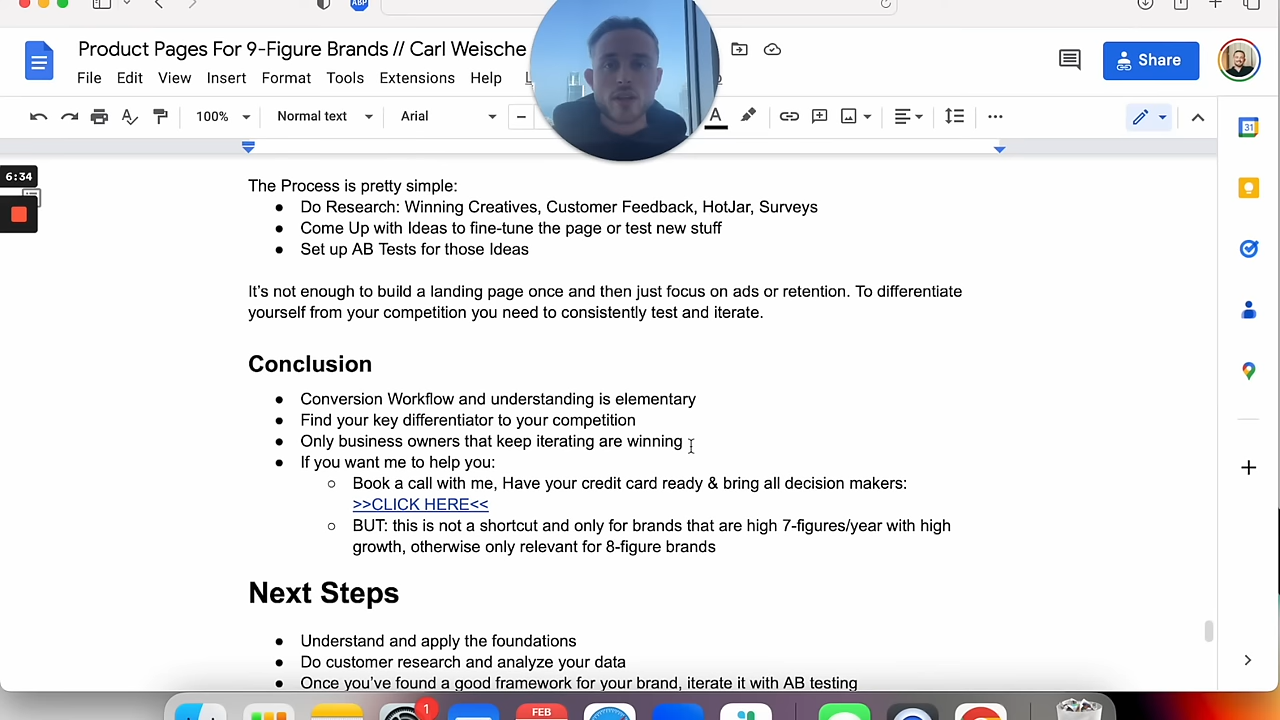 ABP
Product Pages For 9-Figure Brands // Carl Weische
File Edit View Insert Format Tools Extensions Help
Share
100% Normal text Arial
A
31
6:34
The Process is pretty simple:
Do Research: Winning Creatives, Customer Feedback, HotJar, Surveys
Come Up with Ideas to fine-tune the page or test new stuff
Set up AB Tests for those Ideas
It's not enough to build a landing page once and then just focus on ads or retention. To differentiate
yourself from your competition you need to consistently test and iterate.
Conclusion
Conversion Workflow and understanding is elementary
Find your key differentiator to your competition
Only business owners that keep iterating are winning
If you want me to help you:
Book a call with me, Have your credit card ready & bring all decision makers:
>>CLICK HERE<<
BUT: this is not a shortcut and only for brands that are high 7-figures/year with high
growth, otherwise only relevant for 8-figure brands
Next Steps
Understand and apply the foundations
Do customer research and analyze your data
Once you've found a good framework for your brand, iterate it with AB testing
1
FEB